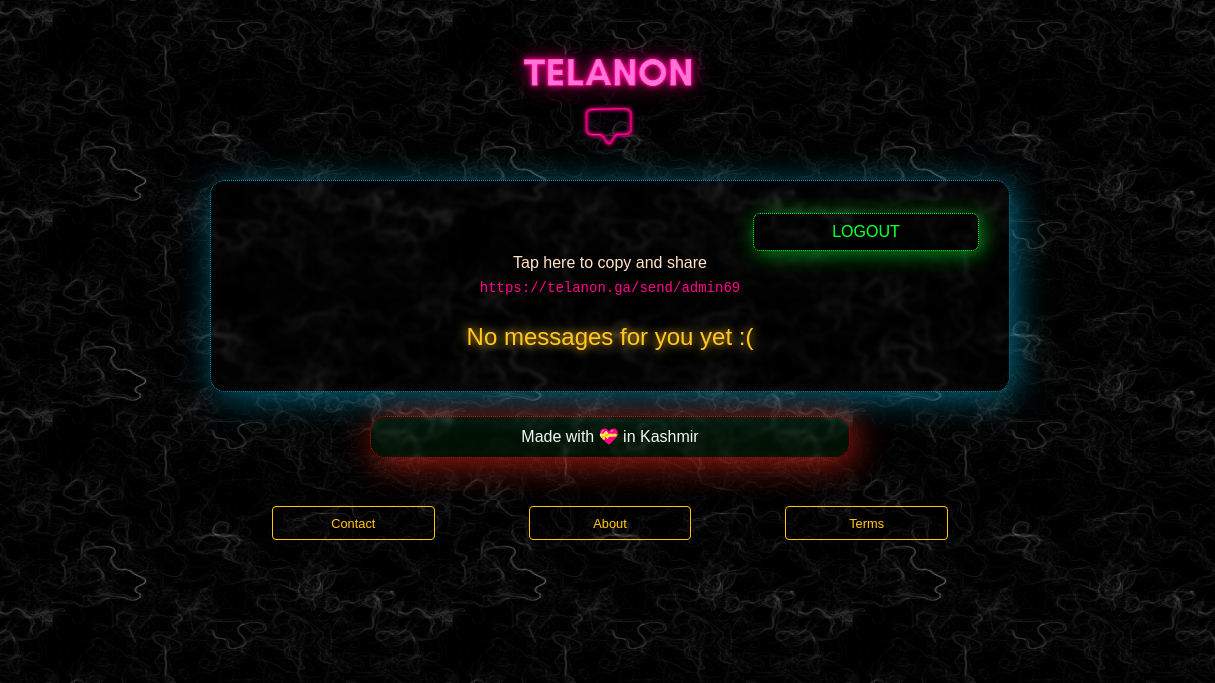 TELANON
LOGOUT
Tap here to copy and share
https://telanon.ga/send/admin69
No messages for you yet :(
Made with 💝 in Kashmir
Contact
About
Terms